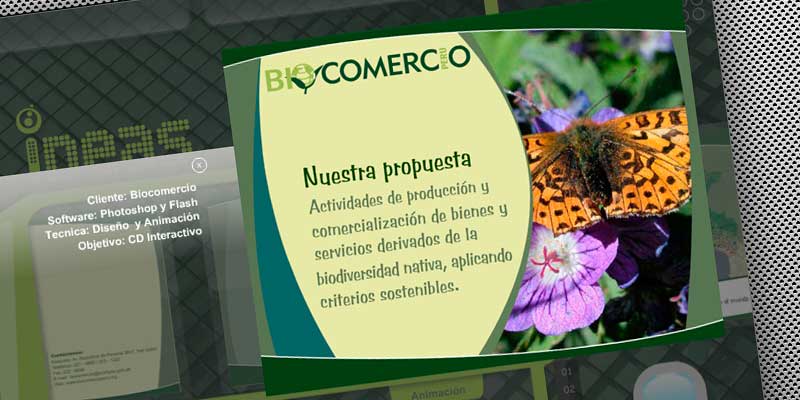 BIOCOMERCIO
PERU
ideas
Cliente: Biocomercio
Software: Photoshop y Flash
Tecnica: Diseño y Animación
Objetivo: CD Interactivo
Nuestra propuesta
Actividades de producción y
comercialización de bienes y
servicios derivados de la
biodiversidad nativa, aplicando
criterios sostenibles.
Animación
01
02